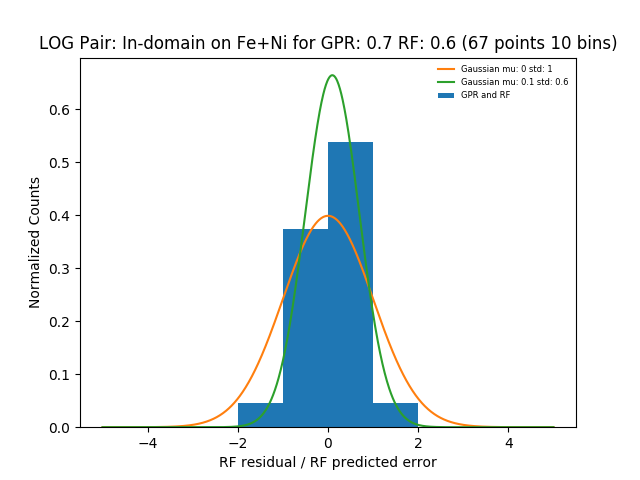 LOG Pair: In-domain on Fe+Ni for GPR: 0.7 RF: 0.6 (67 points 10 bins)
Gaussian mu: 0 std: 1
Gaussian mu: 0.1 std: 0.6
GPR and RF
Normalized Counts
0.6
0.5
0.4
0.3
0.2
0.1
0.0
−4
−2
0
2
4
RF residual / RF predicted error